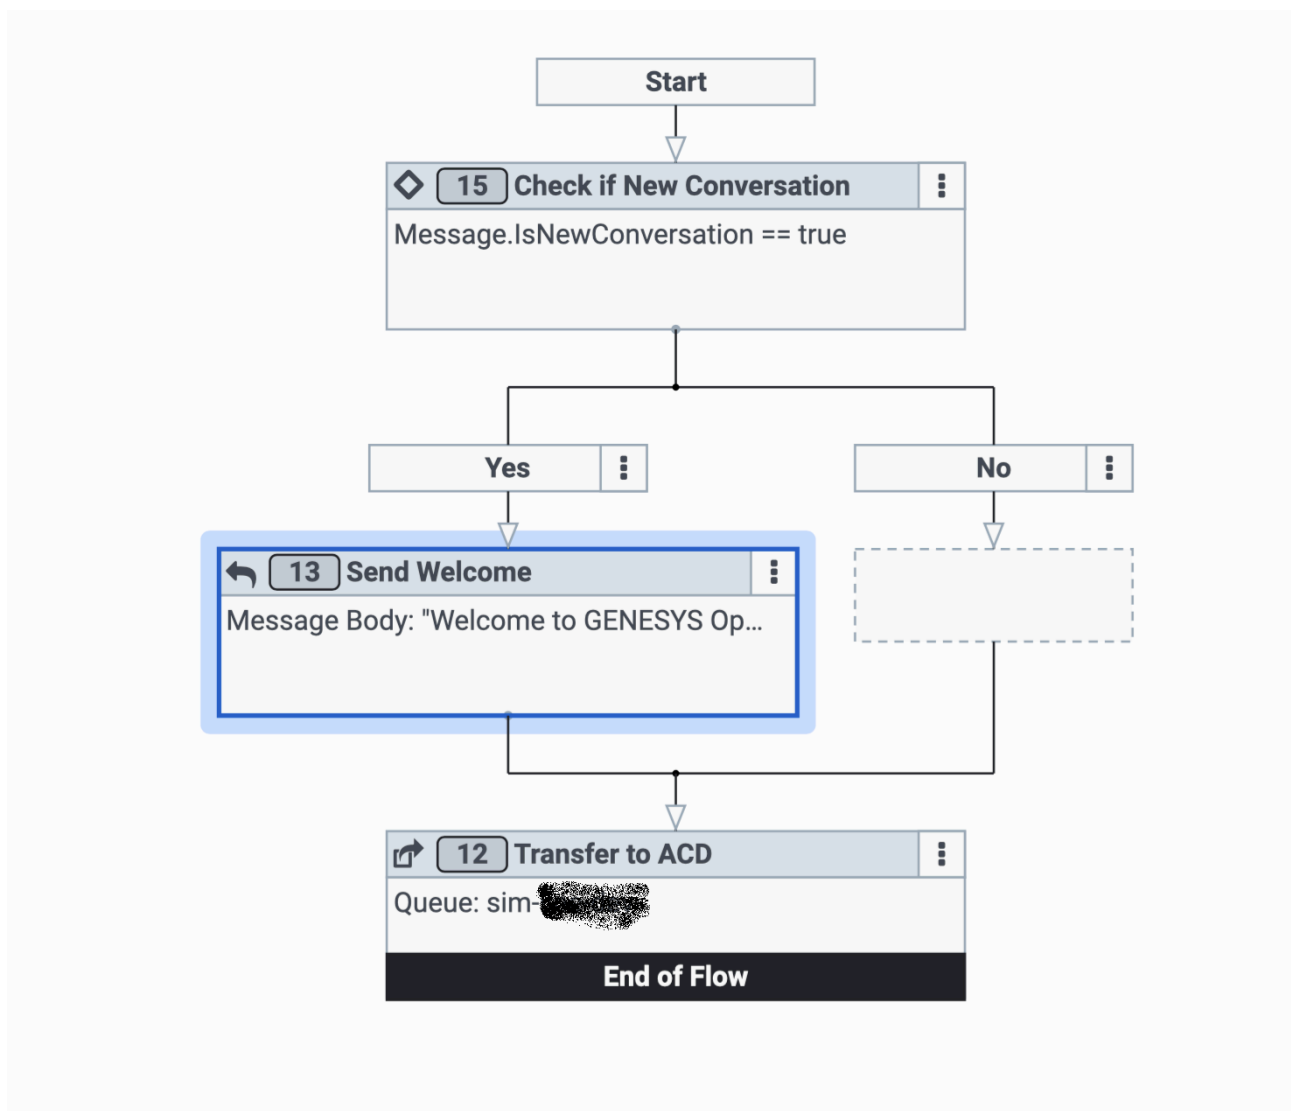 Start
15 Check if New Conversation
Message.IsNewConversation == true
Yes
No
13 Send Welcome
Message Body: "Welcome to GENESYS Op...
12 Transfer to ACD
Queue: sim-
End of Flow